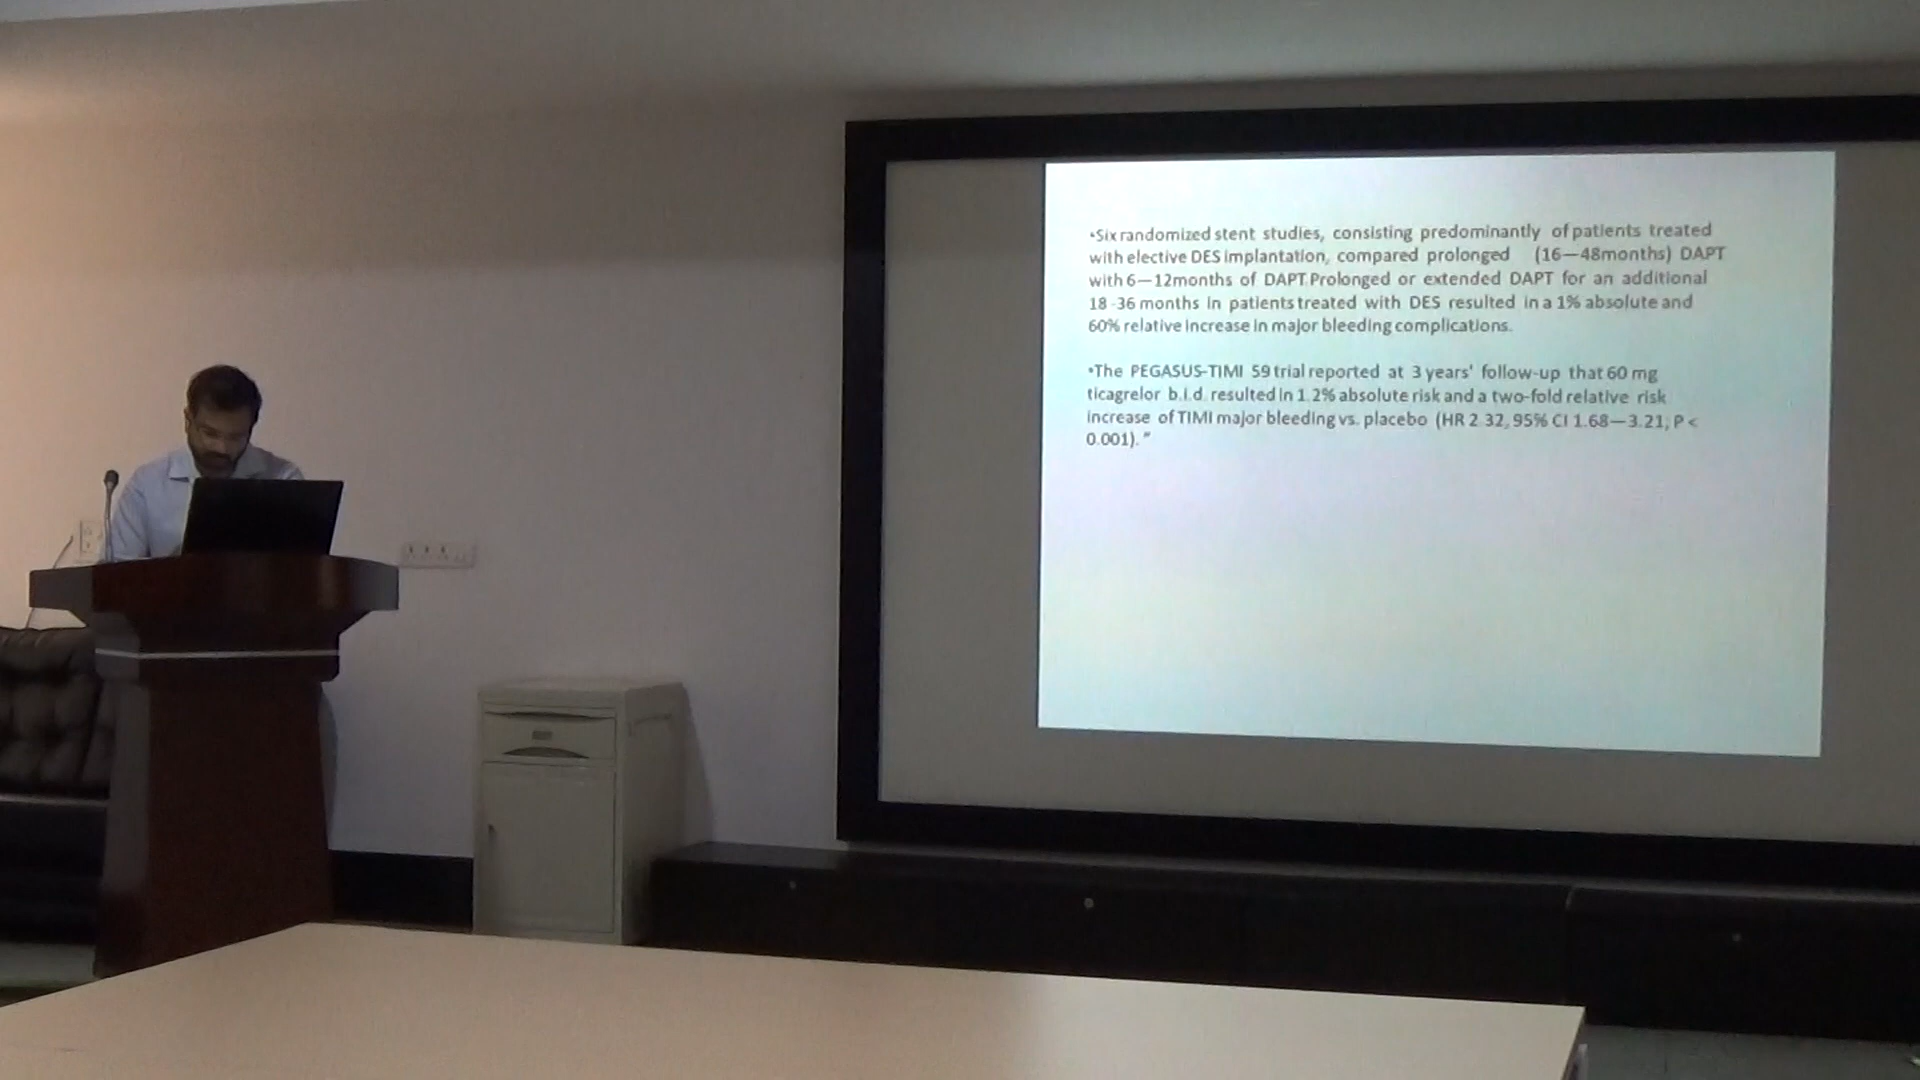 •Six randomized stent studies, consisting predominantly of patients treated
with elective DES implantation, compared prolonged (16—48months) DAPT
with 6—12months of DAPT.Prolonged or extended DAPT for an additional
18-36 months in patients treated with DES resulted in a 1% absolute and
60% relative increase in major bleeding complications.
•The PEGASUS-TIMI 59 trial reported at 3 years' follow-up that 60 mg
ticagrelor b.i.d. resulted in 1.2% absolute risk and a two-fold relative risk
increase of TIMI major bleeding vs. placebo (HR 2.32, 95% CI 1.68—3.21, P <
0.001). "